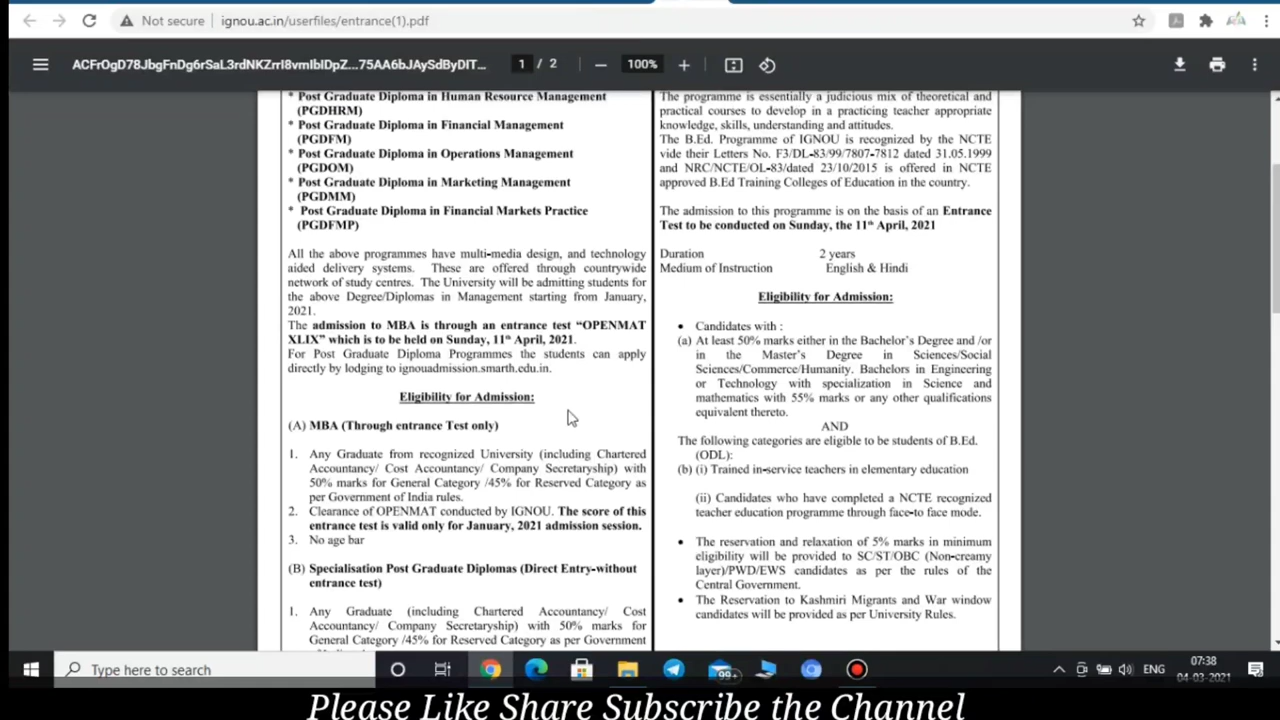 Not secure
ignou.ac.in/userfiles/entrance(1).pdf
ACFrOgD78JbgFnDg6rSaL3rdNKZrrI8vmIblDpZ...75AA6bJAySdByDIT...
1 / 2
100%
* Post Graduate Diploma in Human Resource Management
(PGDHRM)
* Post Graduate Diploma in Financial Management
(PGDFM)
* Post Graduate Diploma in Operations Management
(PGDOM)
* Post Graduate Diploma in Marketing Management
(PGDMM)
* Post Graduate Diploma in Financial Markets Practice
(PGDFMP)
All the above programmes have multi-media design, and technology
aided delivery systems. These are offered through countrywide
network of study centres. The University will be admitting students for
the above Degree/Diplomas in Management starting from January,
2021.
The admission to MBA is through an entrance test “OPENMAT
XLIX” which is to be held on Sunday, 11th April, 2021.
For Post Graduate Diploma Programmes the students can apply
directly by lodging to ignouadmission.smarth.edu.in.
Eligibility for Admission:
(A) MBA (Through entrance Test only)
1. Any Graduate from recognized University (including Chartered
Accountancy/ Cost Accountancy/ Company Secretaryship) with
50% marks for General Category /45% for Reserved Category as
per Government of India rules.
2. Clearance of OPENMAT conducted by IGNOU. The score of this
entrance test is valid only for January, 2021 admission session.
3. No age bar
(B) Specialisation Post Graduate Diplomas (Direct Entry-without
entrance test)
1. Any Graduate (including Chartered Accountancy/ Cost
Accountancy/ Company Secretaryship) with 50% marks for
General Category /45% for Reserved Category as per Government
The programme is essentially a judicious mix of theoretical and
practical courses to develop in a practicing teacher appropriate
knowledge, skills, understanding and attitudes.
The B.Ed. Programme of IGNOU is recognized by the NCTE
vide their Letters No. F3/DL-83/99/7807-7812 dated 31.05.1999
and NRC/NCTE/OL-83/dated 23/10/2015 is offered in NCTE
approved B.Ed Training Colleges of Education in the country.
The admission to this programme is on the basis of an Entrance
Test to be conducted on Sunday, the 11th April, 2021
Duration 2 years
Medium of Instruction English & Hindi
Eligibility for Admission:
• Candidates with :
(a) At least 50% marks either in the Bachelor's Degree and /or
in the Master's Degree in Sciences/Social
Sciences/Commerce/Humanity. Bachelors in Engineering
or Technology with specialization in Science and
mathematics with 55% marks or any other qualifications
equivalent thereto.
AND
The following categories are eligible to be students of B.Ed.
(ODL):
(b) (i) Trained in-service teachers in elementary education
(ii) Candidates who have completed a NCTE recognized
teacher education programme through face-to face mode.
• The reservation and relaxation of 5% marks in minimum
eligibility will be provided to SC/ST/OBC (Non-creamy
layer)/PWD/EWS candidates as per the rules of the
Central Government.
• The Reservation to Kashmiri Migrants and War window
candidates will be provided as per University Rules.
Type here to search
99+
ENG
07:38
04-03-2021
Please Like Share Subscribe the Channel